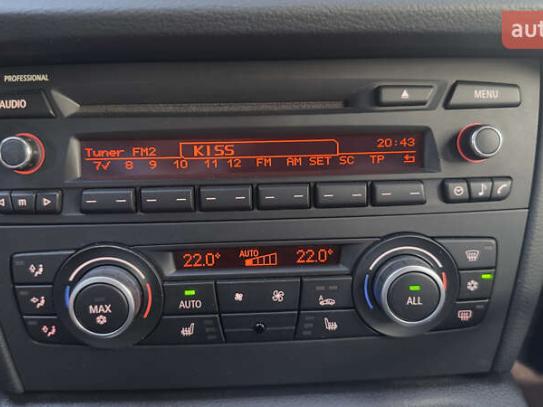 auto
PROFESSIONAL
AUDIO
MENU
Tuner FM2 KISS 20:43
7✓ 8 9 10 11 12 FM AM SET SC TP
m
22.0° AUTO 22.0°
AUTO
MAX
ALL